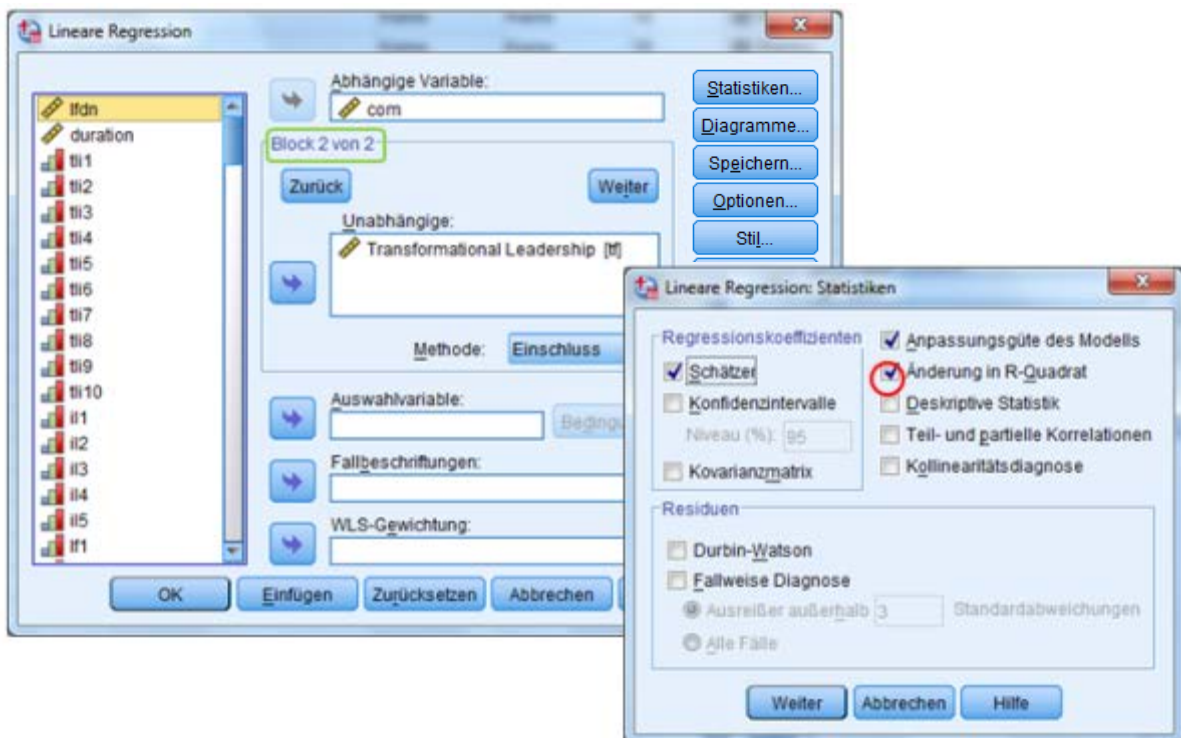 Lineare Regression
lfdn
duration
tli1
tli2
tli3
tli4
tli5
tli6
tli7
tli8
tli9
tli10
il1
il2
il3
il4
il5
lf1
Abhängige Variable:
com
Block 2 von 2
Zurück
Weiter
Unabhängige:
Transformational Leadership [tf]
Methode:
Einschluss
Auswahlvariable:
Fallbeschriftungen:
WLS-Gewichtung:
Statistiken...
Diagramme...
Speichern...
Optionen...
Stil...
OK
Einfügen
Zurücksetzen
Abbrechen
Lineare Regression: Statistiken
Regressionskoeffizienten
Schätzer
Konfidenzintervalle
Niveau (%): 95
Kovarianzmatrix
Anpassungsgüte des Modells
Änderung in R-Quadrat
Deskriptive Statistik
Teil- und partielle Korrelationen
Kollinearitätsdiagnose
Residuen
Durbin-Watson
Fallweise Diagnose
Ausreißer außerhalb 3 Standardabweichungen
Alle Fälle
Weiter
Abbrechen
Hilfe